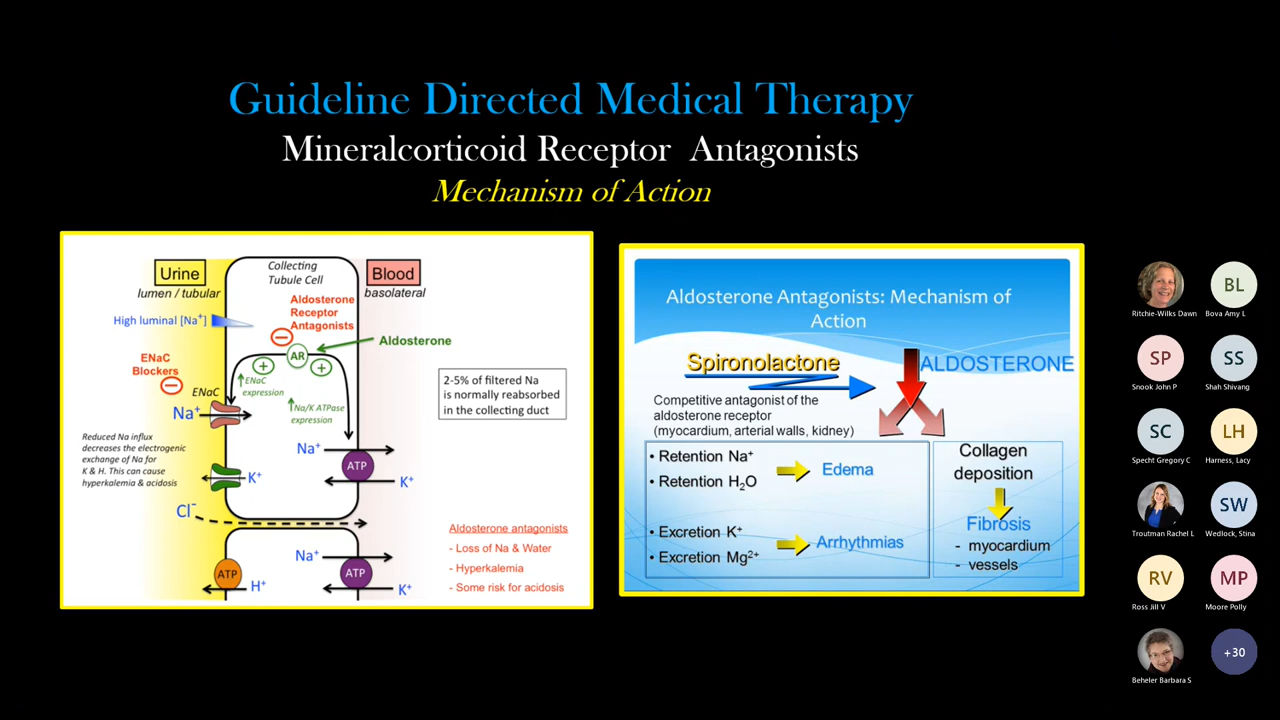 Guideline Directed Medical Therapy
Mineralcorticoid Receptor Antagonists
Mechanism of Action
Urine
lumen / tubular
Collecting
Tubule Cell
Blood
basolateral
High luminal [Na+]
Aldosterone
Receptor
Antagonists
Aldosterone
AR
ENaC
Blockers
ENaC
↑ENaC
expression
↑Na/K ATPase
expression
Na+
2-5% of filtered Na
is normally reabsorbed
in the collecting duct
Reduced Na influx
decreases the electrogenic
exchange of Na for
K & H. This can cause
hyperkalemia & acidosis
Na+
ATP
K+
K+
Cl-
Na+
ATP
ATP
H+
K+
Aldosterone antagonists
- Loss of Na & Water
- Hyperkalemia
- Some risk for acidosis
Aldosterone Antagonists: Mechanism of
Action
Spironolactone
ALDOSTERONE
Competitive antagonist of the
aldosterone receptor
(myocardium, arterial walls, kidney)
• Retention Na+
• Retention H2O
Edema
• Excretion K+
• Excretion Mg2+
Arrhythmias
Collagen
deposition
Fibrosis
- myocardium
- vessels
Ritchie-Wilks Dawn
BL
Bova Amy L
SP
Snook John P
SS
Shah Shivang
SC
Specht Gregory C
LH
Harness, Lacy
Troutman Rachel L
SW
Wedlock, Stina
RV
Ross Jill V
MP
Moore Polly
Beheler Barbara S
+30